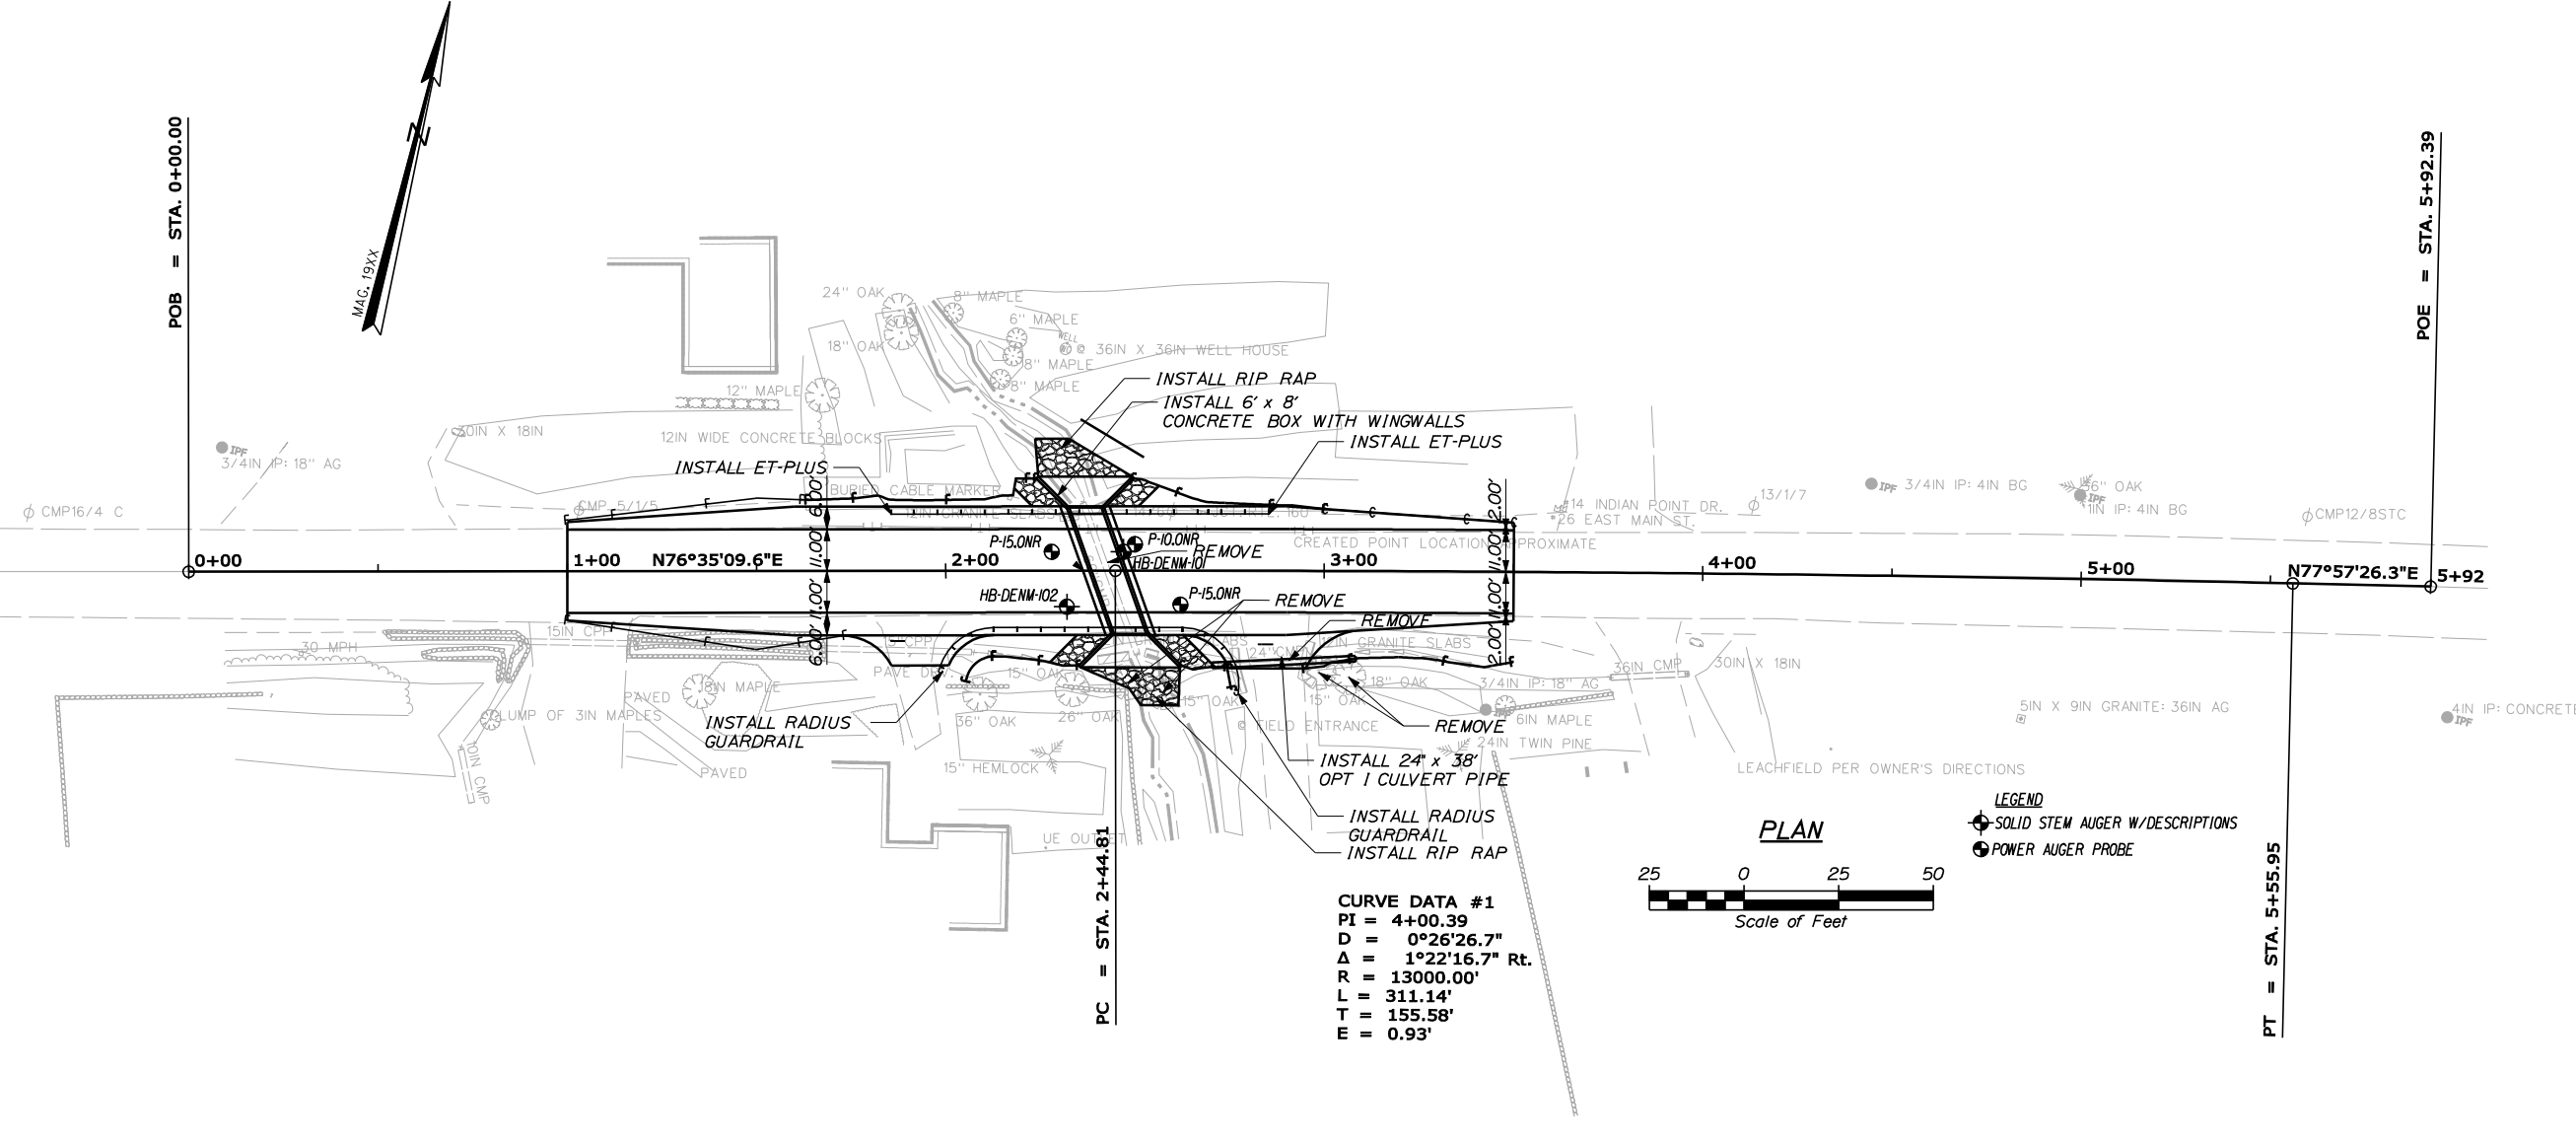 POB = STA. 0+00.00
MAG. 19XX
N
POE = STA. 5+92.39
24" OAK
8" MAPLE
6" MAPLE
WELL
18" OAK
@ 36IN X 36IN WELL HOUSE
8" MAPLE
8" MAPLE
12" MAPLE
INSTALL RIP RAP
INSTALL 6' x 8'
CONCRETE BOX WITH WINGWALLS
30IN X 18IN
12IN WIDE CONCRETE BLOCKS
INSTALL ET-PLUS
IPF
3/4IN IP: 18" AG
INSTALL ET-PLUS
BURIED CABLE MARKER
CMP 5/1/5
CMP16/4 C
14 INDIAN POINT DR.
26 EAST MAIN ST.
13/1/7
IPF
3/4IN IP: 4IN BG
36" OAK
IPF
1IN IP: 4IN BG
CMP12/8STC
6.00'
2.00'
12IN GRANITE SLABS
P-15.0NR
P-10.0NR
REMOVE
HB-DENM-101
CREATED POINT LOCATION APPROXIMATE
11.00'
11.00'
0+00
1+00
N76°35'09.6"E
2+00
3+00
4+00
5+00
N77°57'26.3"E
5+92
11.00'
11.00'
HB-DENM-102
P-15.0NR
REMOVE
REMOVE
6.00'
2.00'
15IN CPP
30 MPH
12IN GRANITE SLABS
36IN CMP
30IN X 18IN
PAVED
8IN MAPLE
15" OAK
18" OAK
3/4IN IP: 18" AG
IPF
CLUMP OF 3IN MAPLES
INSTALL RADIUS
GUARDRAIL
36" OAK
26" OAK
15" OAK
15" OAK
@ FIELD ENTRANCE
REMOVE
6IN MAPLE
24IN TWIN PINE
5IN X 9IN GRANITE: 36IN AG
4IN IP: CONCRETE
IPF
10IN CMP
PAVED
15" HEMLOCK
INSTALL 24" x 38'
OPT I CULVERT PIPE
LEACHFIELD PER OWNER'S DIRECTIONS
INSTALL RADIUS
GUARDRAIL
INSTALL RIP RAP
UE OUTLET
PC = STA. 2+44.81
PLAN
25 0 25 50
Scale of Feet
LEGEND
SOLID STEM AUGER W/DESCRIPTIONS
POWER AUGER PROBE
PT = STA. 5+55.95
CURVE DATA #1
PI = 4+00.39
D = 0°26'26.7"
Δ = 1°22'16.7" Rt.
R = 13000.00'
L = 311.14'
T = 155.58'
E = 0.93'